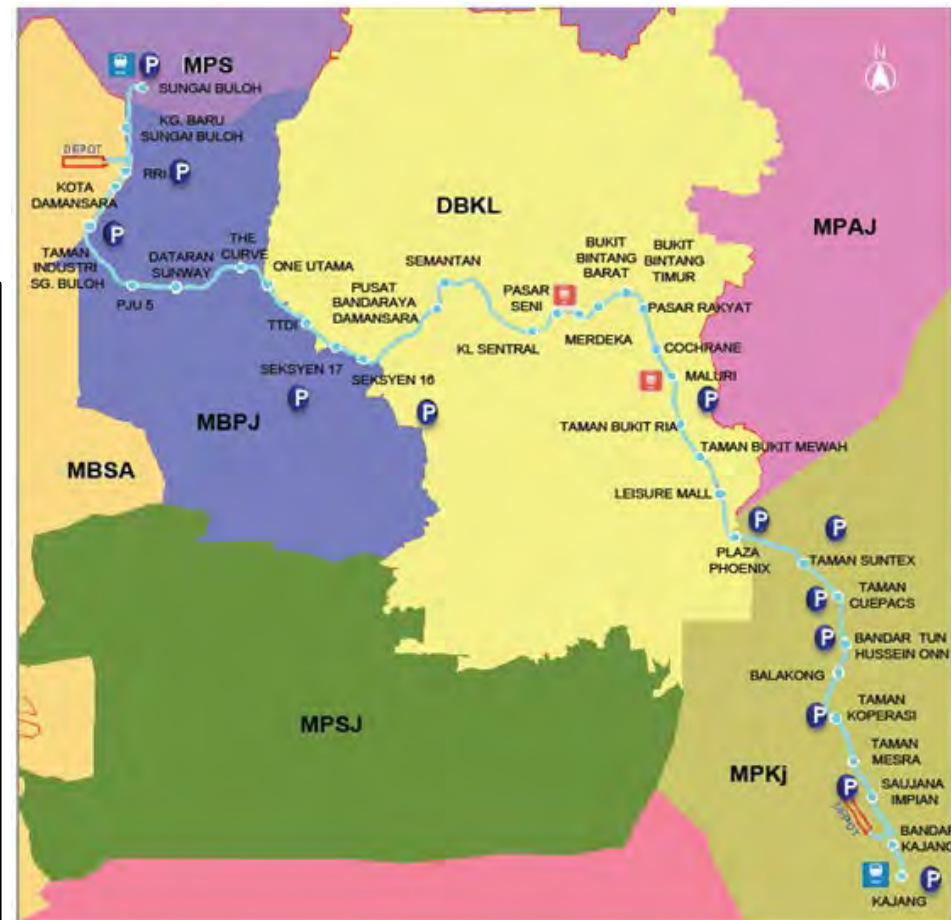 N
P
MPS
SUNGAI BULOH
KG. BARU
SUNGAI BULOH
DEPOT
RRI
P
KOTA
DAMANSARA
P
TAMAN
INDUSTRI
SG. BULOH
PJU 5
DATARAN
SUNWAY
THE
CURVE
ONE UTAMA
TTDI
SEKSYEN 17
SEKSYEN 16
P
P
MBPJ
MBSA
DBKL
MPAJ
PUSAT
BANDARAYA
DAMANSARA
SEMANTAN
KL SENTRAL
PASAR
SENI
MERDEKA
BUKIT
BINTANG
BARAT
BUKIT
BINTANG
TIMUR
PASAR RAKYAT
COCHRANE
MALURI
P
TAMAN BUKIT RIA
TAMAN BUKIT MEWAH
LEISURE MALL
PLAZA
PHOENIX
P
P
TAMAN SUNTEX
P
TAMAN
CUEPACS
P
BANDAR TUN
HUSSEIN ONN
BALAKONG
P
TAMAN
KOPERASI
TAMAN
MESRA
MPSJ
MPKj
P
SAUJANA
IMPIAN
DEPOT
BANDAR
KAJANG
KAJANG
P